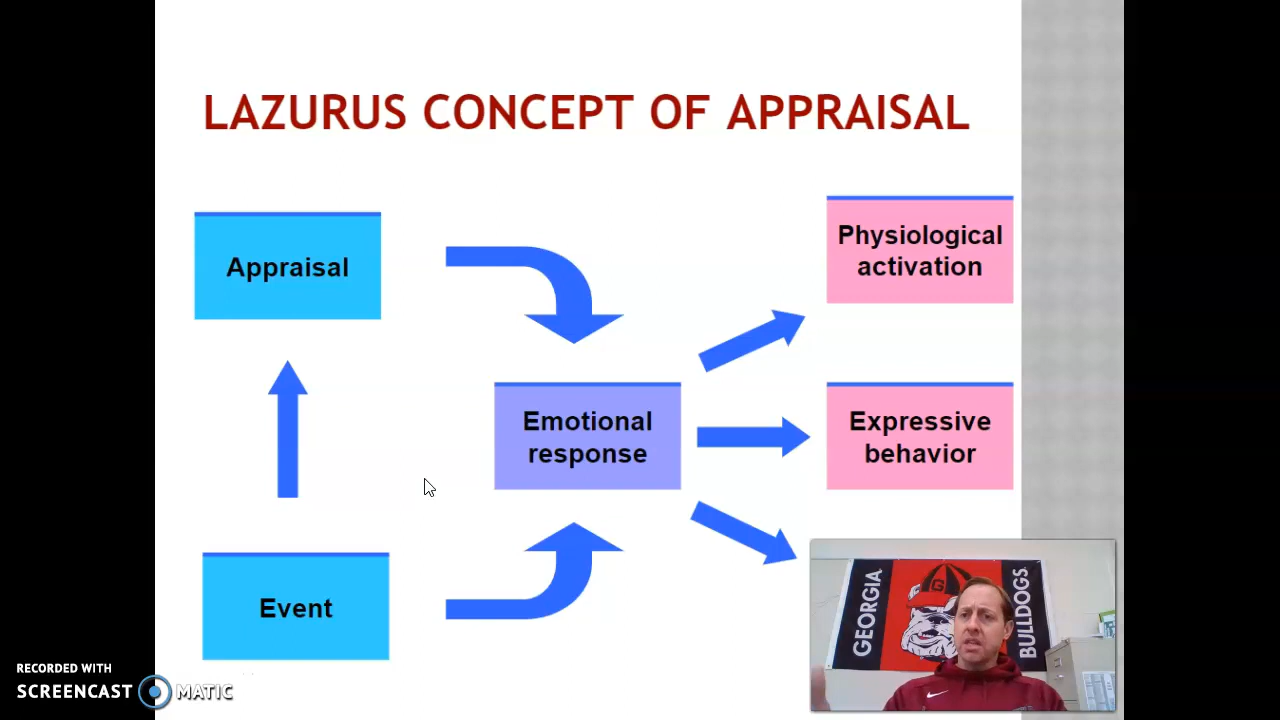 LAZURUS CONCEPT OF APPRAISAL
Appraisal
Physiological
activation
Emotional
response
Expressive
behavior
Event
GEORGIA
G
BULLDOGS
RECORDED WITH
SCREENCAST MATIC